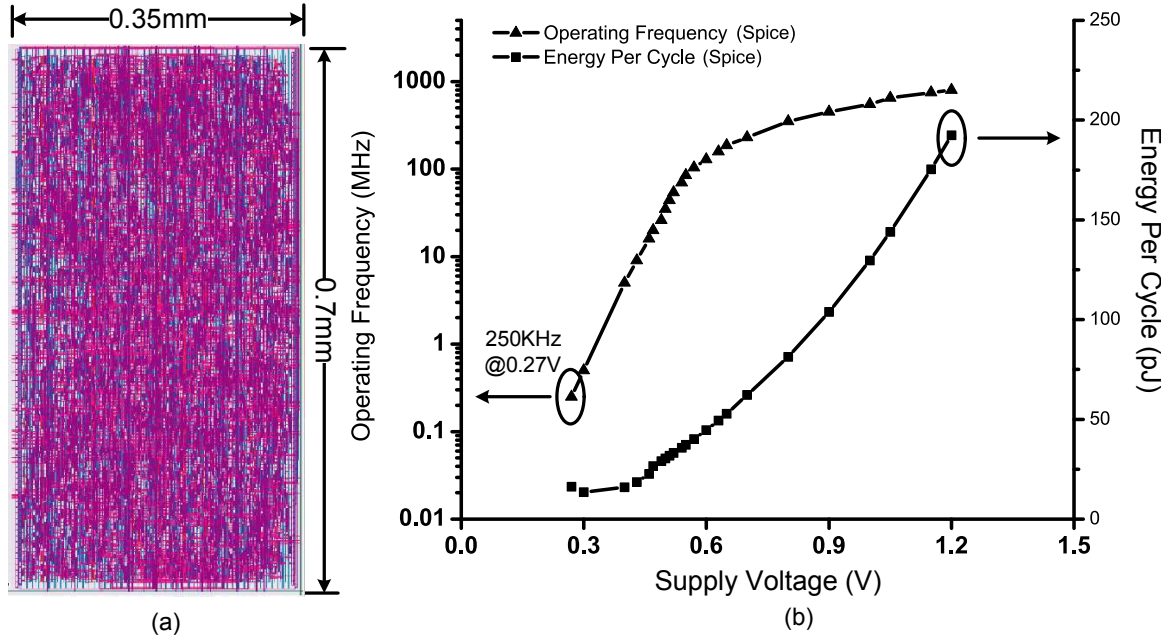 0.35mm
0.7mm
(a)
Operating Frequency (Spice)
Energy Per Cycle (Spice)
Operating Frequency (MHz)
1000
100
10
1
0.1
0.01
250KHz
@0.27V
0.0
0.3
0.6
0.9
1.2
1.5
Supply Voltage (V)
250
200
150
100
50
0
Energy Per
Cycle (pJ)
(b)